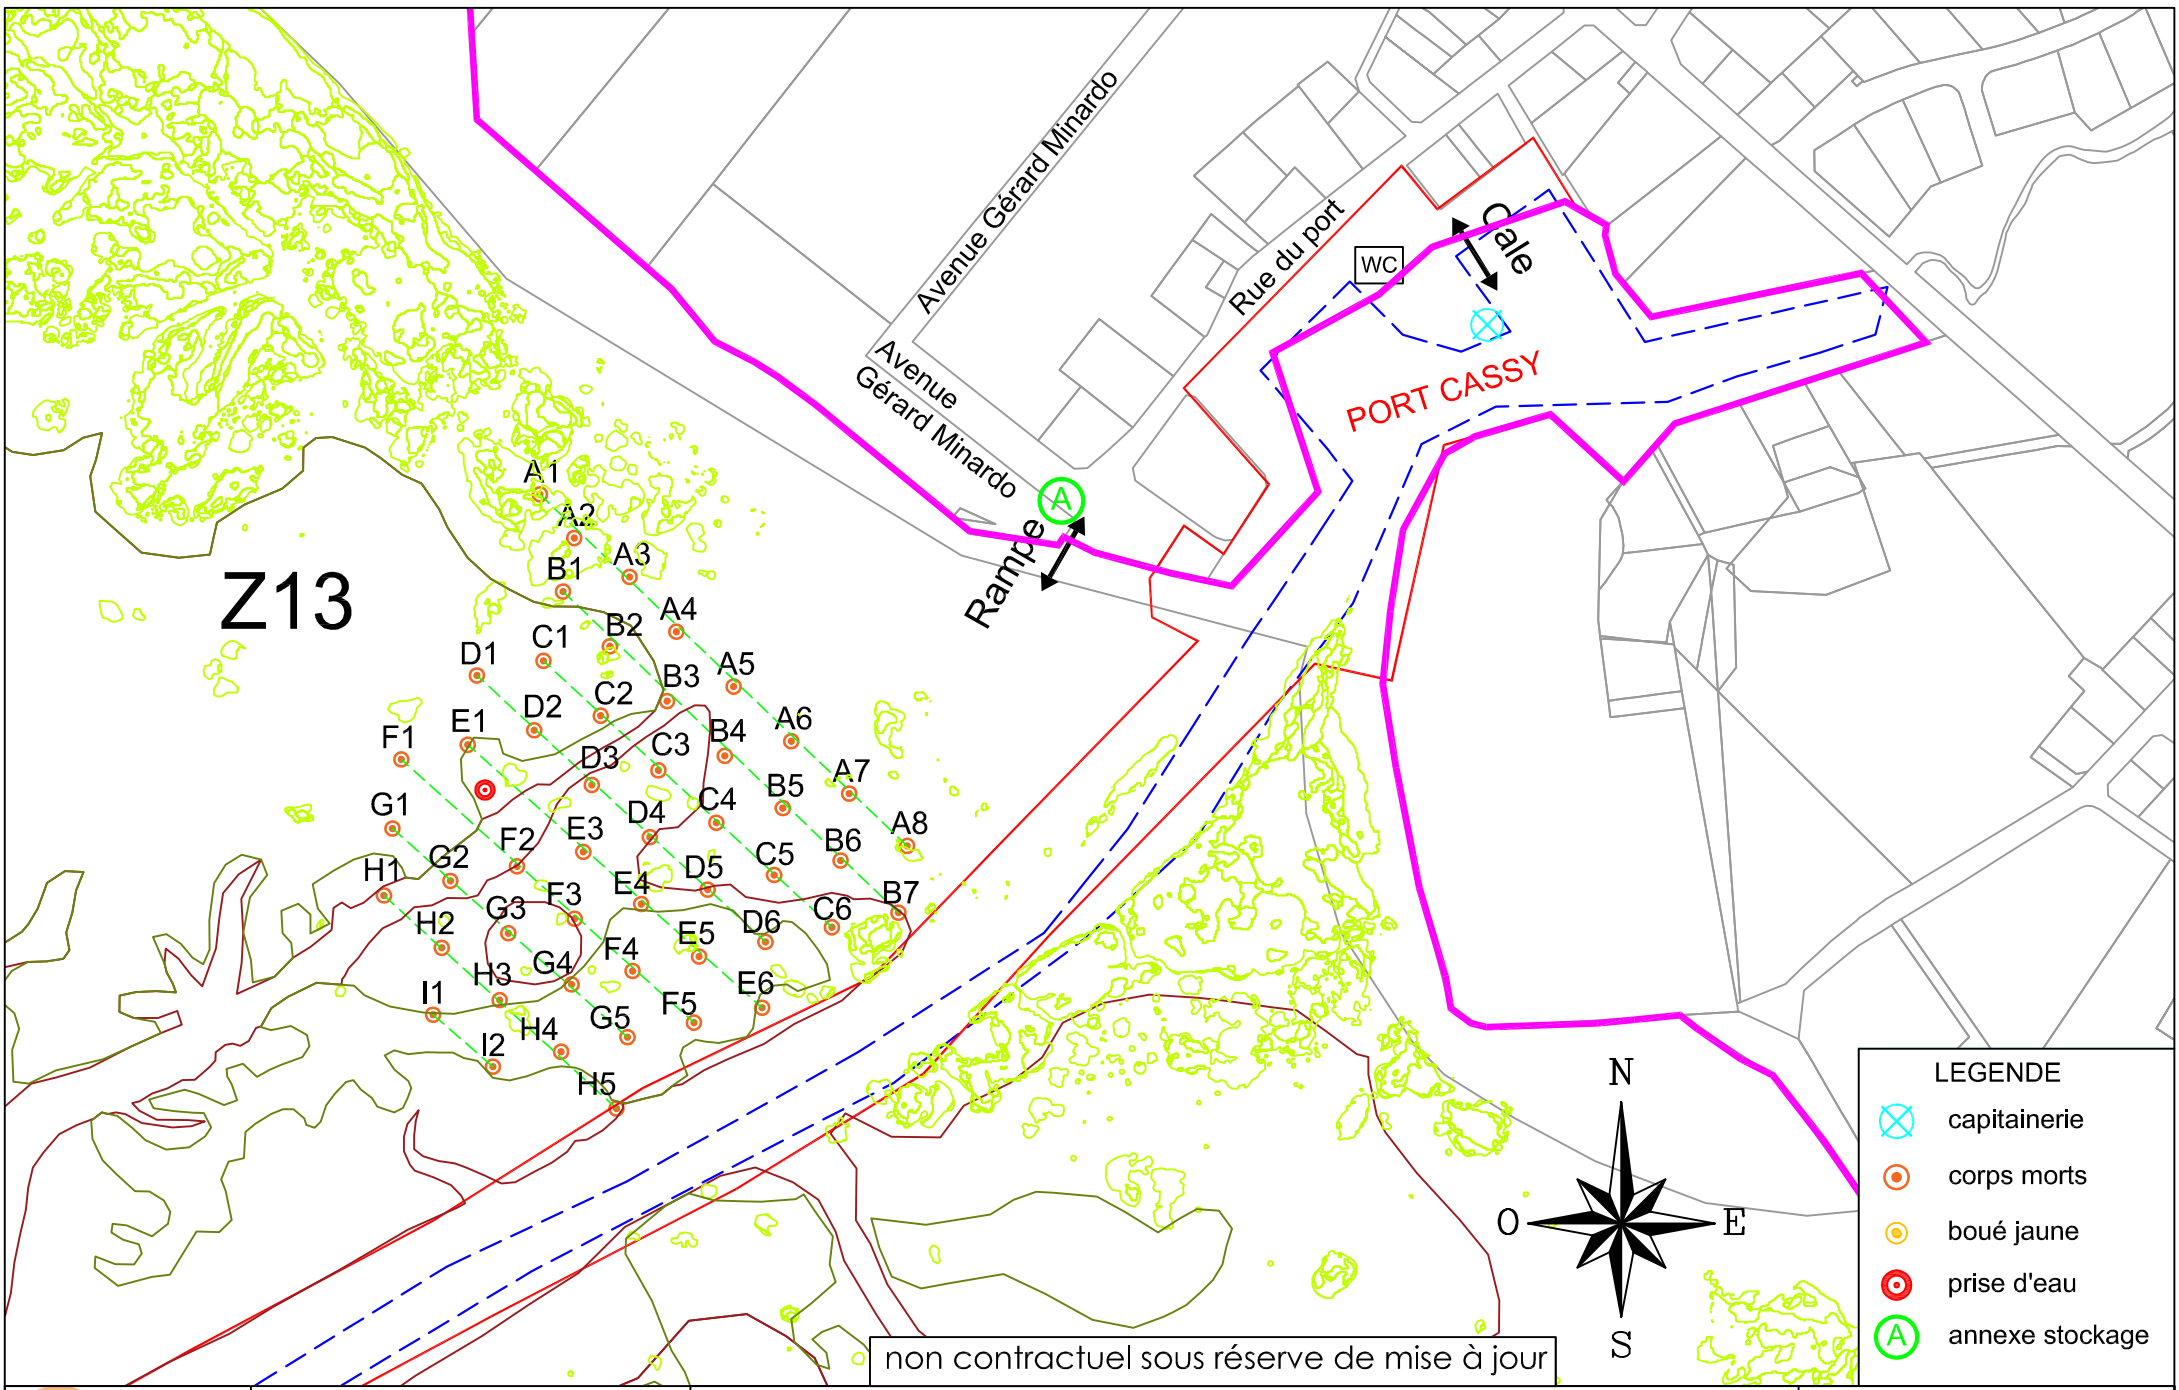 Avenue Gérard Minardo
Rue du port
Cale
WC
Avenue
Gérard Minardo
PORT CASSY
A
Rampe
Z13
A1
A2
A3
B1
A4
B2
C1
D1
A5
B3
C2
D2
E1
F1
A6
B4
C3
D3
A7
B5
G1
C4
D4
E3
A8
B6
F2
G2
H1
C5
D5
E4
F3
G3
B7
C6
D6
E5
H2
F4
G4
H3
I1
E6
F5
G5
H4
I2
H5
N
O
E
S
LEGENDE
capitainerie
corps morts
boué jaune
prise d'eau
A annexe stockage
non contractuel sous réserve de mise à jour